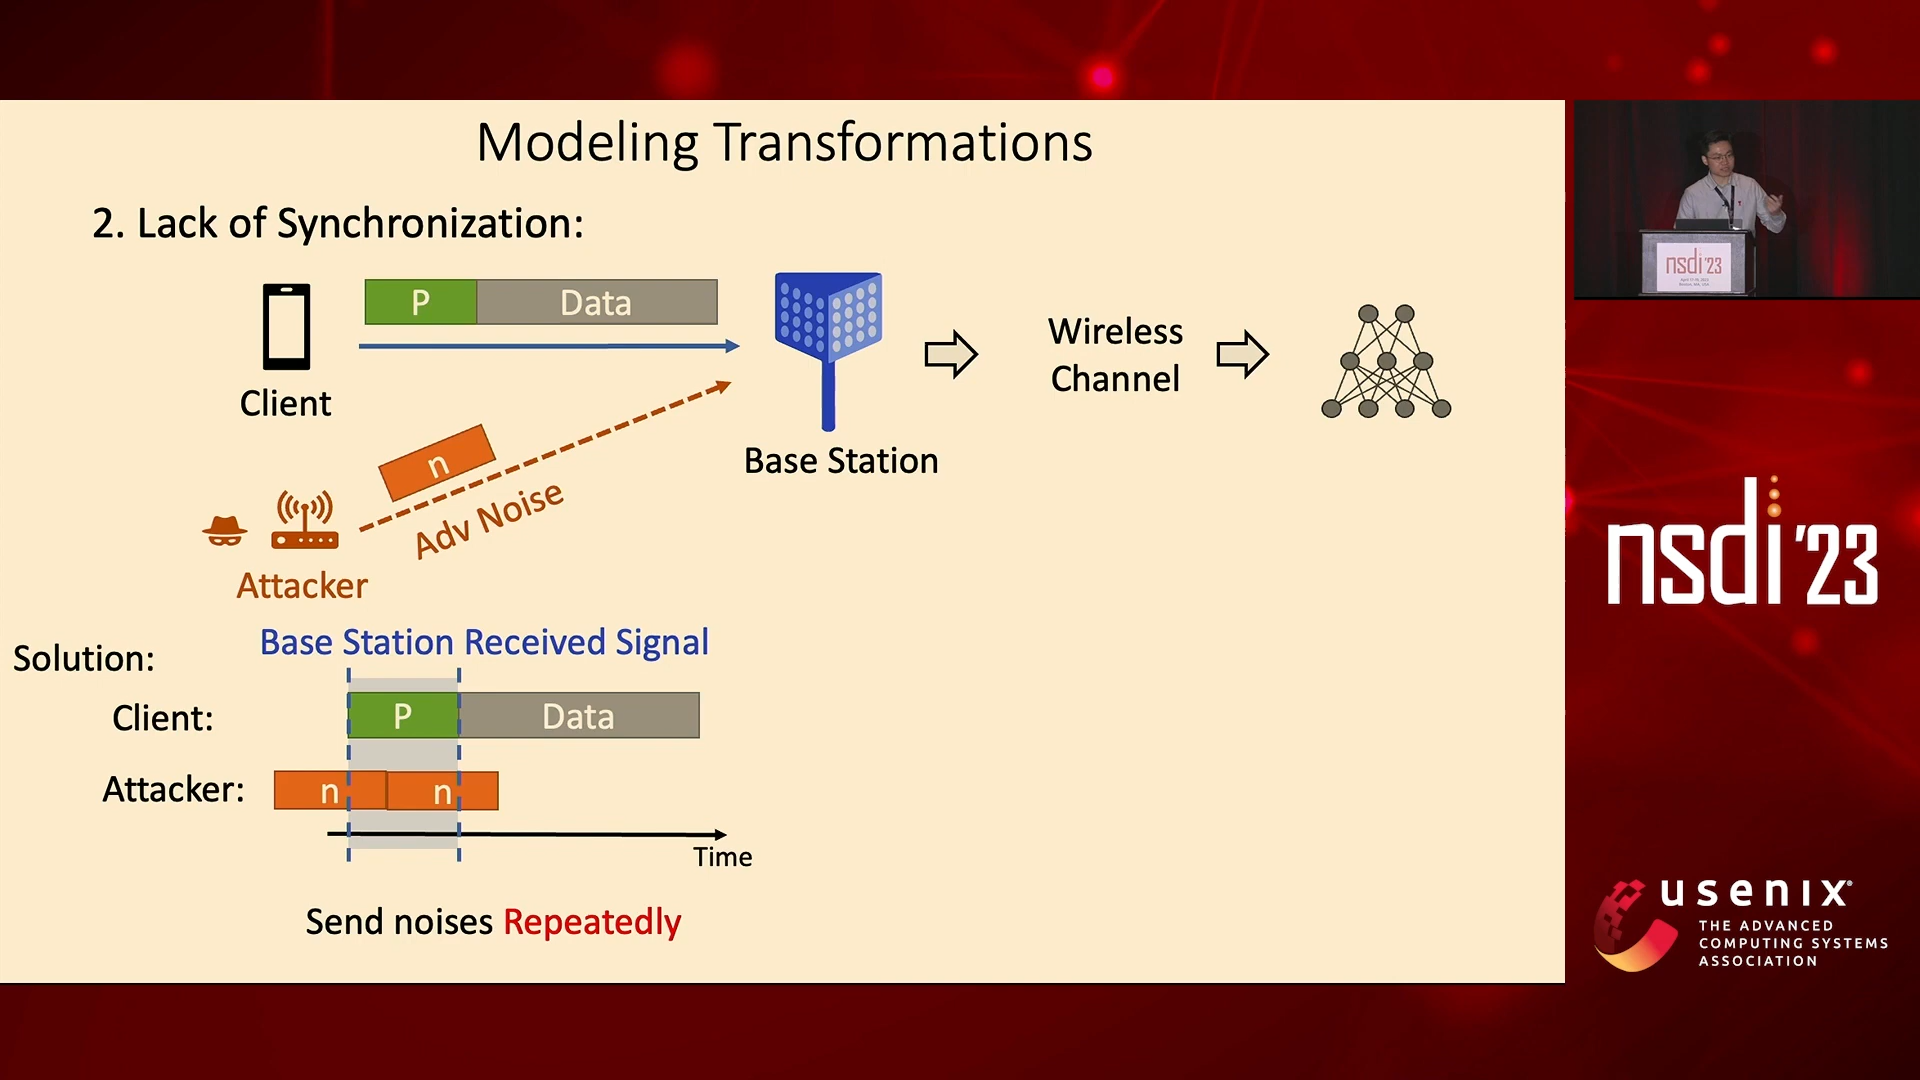 Modeling Transformations
2. Lack of Synchronization:
P
Data
Client
n
Adv Noise
Attacker
Base Station
Wireless
Channel
Solution:
Base Station Received Signal
Client:
P
Data
Attacker:
n
n
Time
Send noises Repeatedly
nsdi '23
nsdi '23
usenix®
THE ADVANCED
COMPUTING SYSTEMS
ASSOCIATION